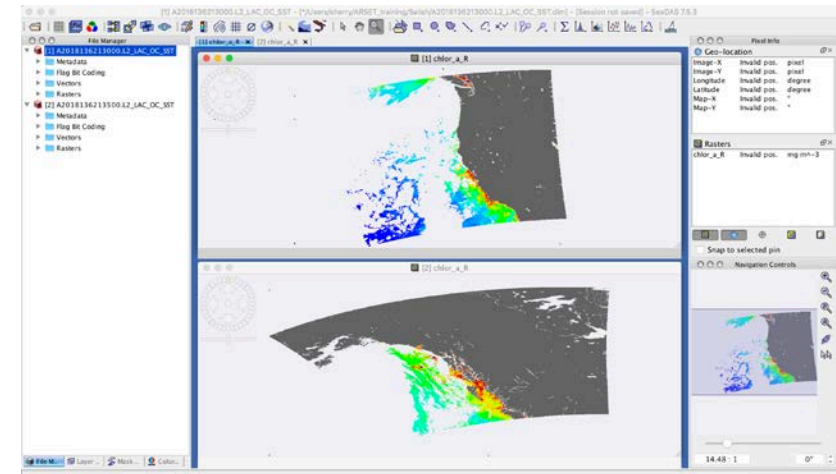 [1] A2018136213000.L2_LAC_OC_SST - [/Users/sherry/ARSET_training/Salish/A2018136213000.L2_LAC_OC_SST.dim] - [Session not saved] - SeaDAS 7.5.3
File Manager
[1] A2018136213000.L2_LAC_OC_SST
Metadata
Flag Bit Coding
Vectors
Rasters
[2] A2018136213500.L2_LAC_OC_SST
Metadata
Flag Bit Coding
Vectors
Rasters
File Man
Layer ...
Mask...
Color...
[1] chlor_a_R
[2] chlor_a_R
[1] chlor_a_R
[2] chlor_a_R
Pixel Info
Geo-location
Image-X Invalid pos. pixel
Image-Y Invalid pos. pixel
Longitude Invalid pos. degree
Latitude Invalid pos. degree
Map-X Invalid pos. °
Map-Y Invalid pos. °
Rasters
chlor_a_R Invalid pos. mg m^-3
Snap to selected pin
Navigation Controls
14.48 : 1 0°